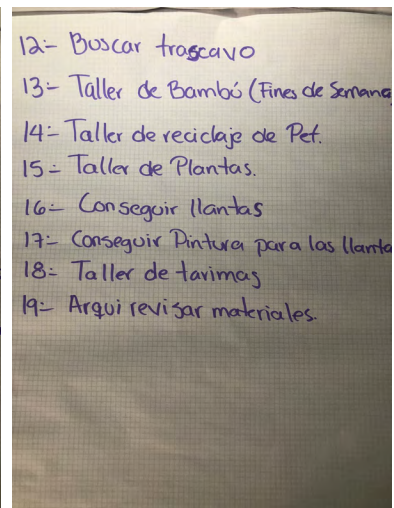 12- Buscar trascavo
13- Taller de Bambú (Fines de Semana
14- Taller de reciclaje de Pet.
15- Taller de Plantas.
16- Conseguir llantas
17- Conseguir Pintura para las llanta
18- Taller de tarimas
19- Arqui revisar materiales.